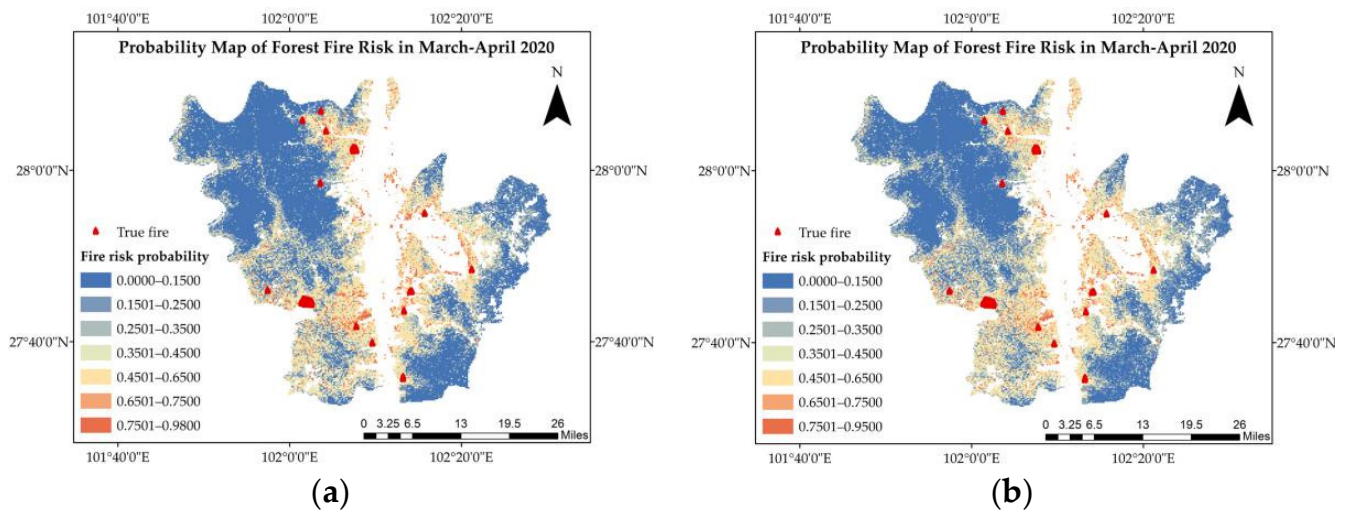 101°40'0"E 102°0'0"E 102°20'0"E
Probability Map of Forest Fire Risk in March-April 2020
N
28°0'0"N 28°0'0"N
True fire
Fire risk probability
0.0000–0.1500
0.1501–0.2500
0.2501–0.3500
0.3501–0.4500
27°40'0"N 27°40'0"N
0.4501–0.6500
0.6501–0.7500
0.7501–0.9800
0 3.25 6.5 13 19.5 26
Miles
101°40'0"E 102°0'0"E 102°20'0"E
(a)
101°40'0"E 102°0'0"E 102°20'0"E
Probability Map of Forest Fire Risk in March-April 2020
N
28°0'0"N 28°0'0"N
True fire
Fire risk probability
0.0000–0.1500
0.1501–0.2500
0.2501–0.3500
0.3501–0.4500
27°40'0"N 27°40'0"N
0.4501–0.6500
0.6501–0.7500
0.7501–0.9500
0 3.25 6.5 13 19.5 26
Miles
101°40'0"E 102°0'0"E 102°20'0"E
(b)